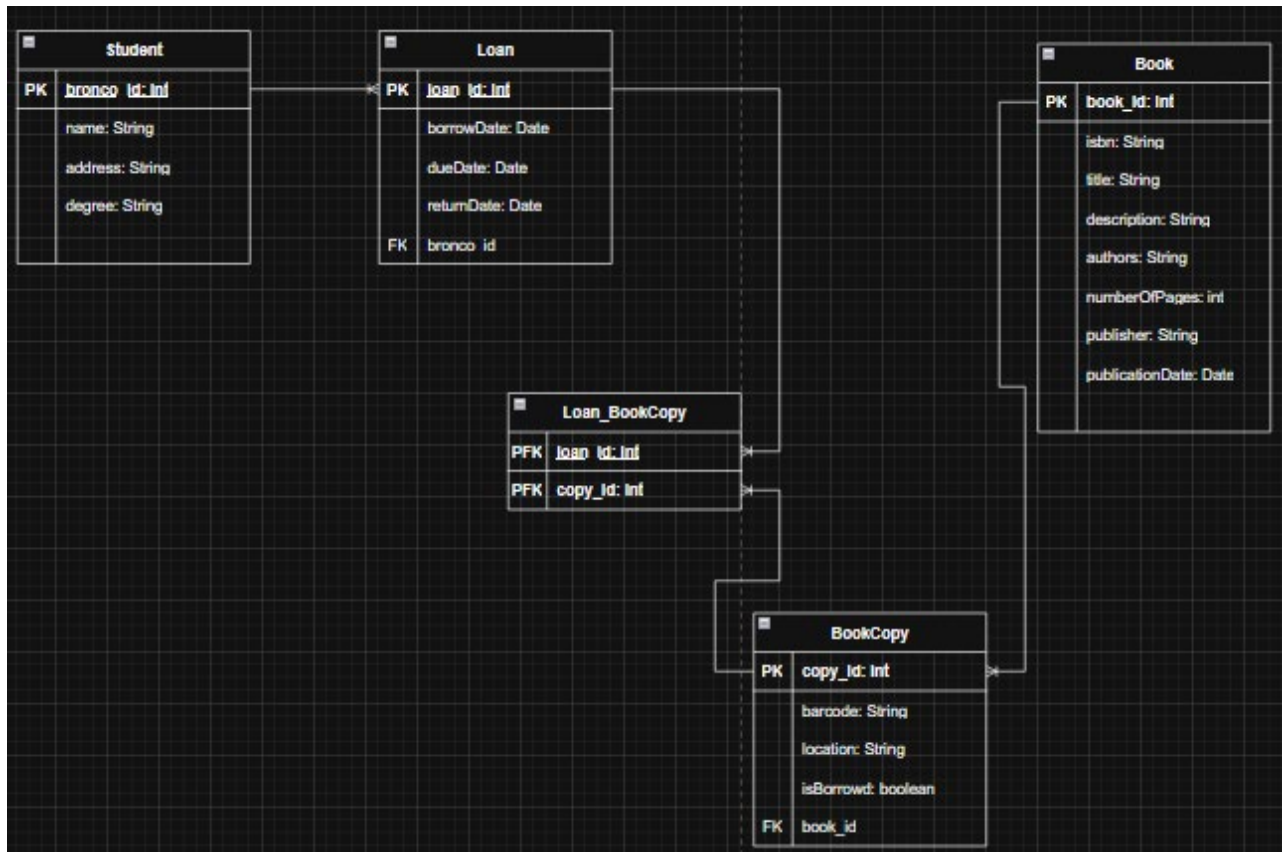 Student
PK bronco_id: int
name: String
address: String
degree: String
Loan
PK loan_id: int
borrowDate: Date
dueDate: Date
returnDate: Date
FK bronco_id
Book
PK book_id: int
isbn: String
title: String
description: String
authors: String
numberOfPages: int
publisher: String
publicationDate: Date
Loan_BookCopy
PFK loan_id: int
PFK copy_id: int
BookCopy
PK copy_id: int
barcode: String
location: String
isBorrowd: boolean
FK book_id